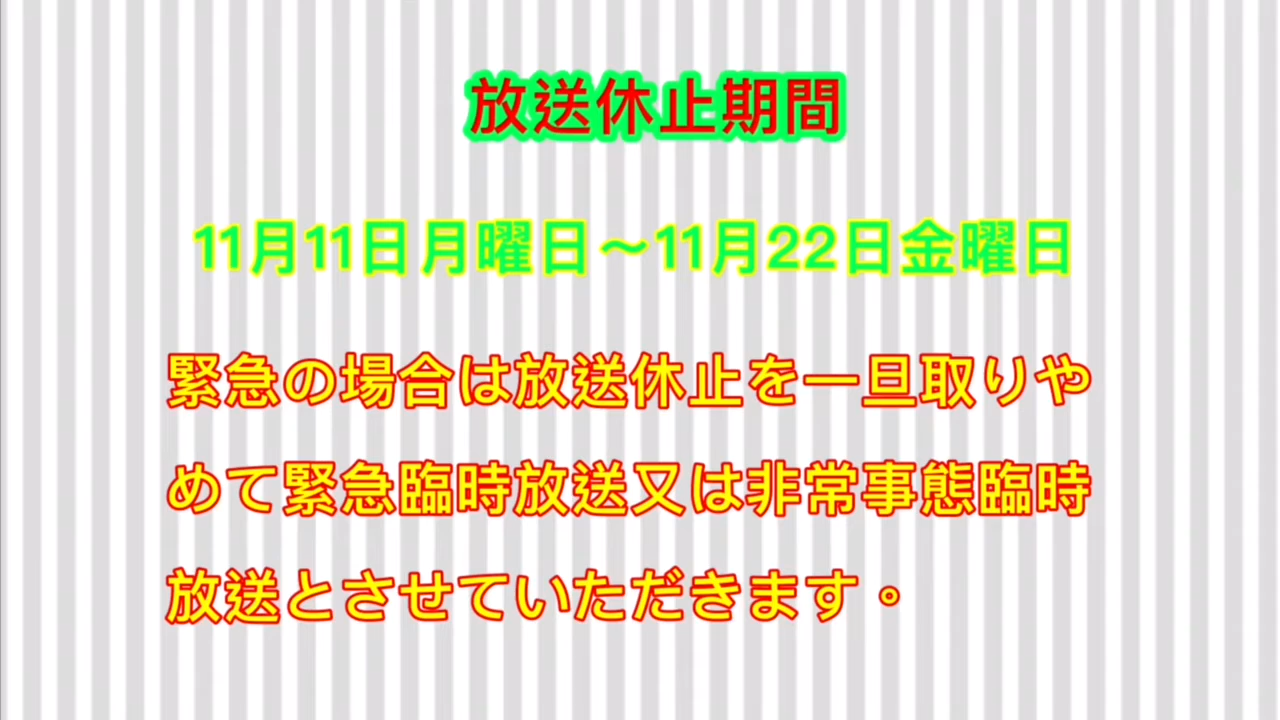 放送休止期間
11月11日月曜日～11月22日金曜日
緊急の場合は放送休止を一旦取りや
めて緊急臨時放送又は非常事態臨時
放送とさせていただきます。